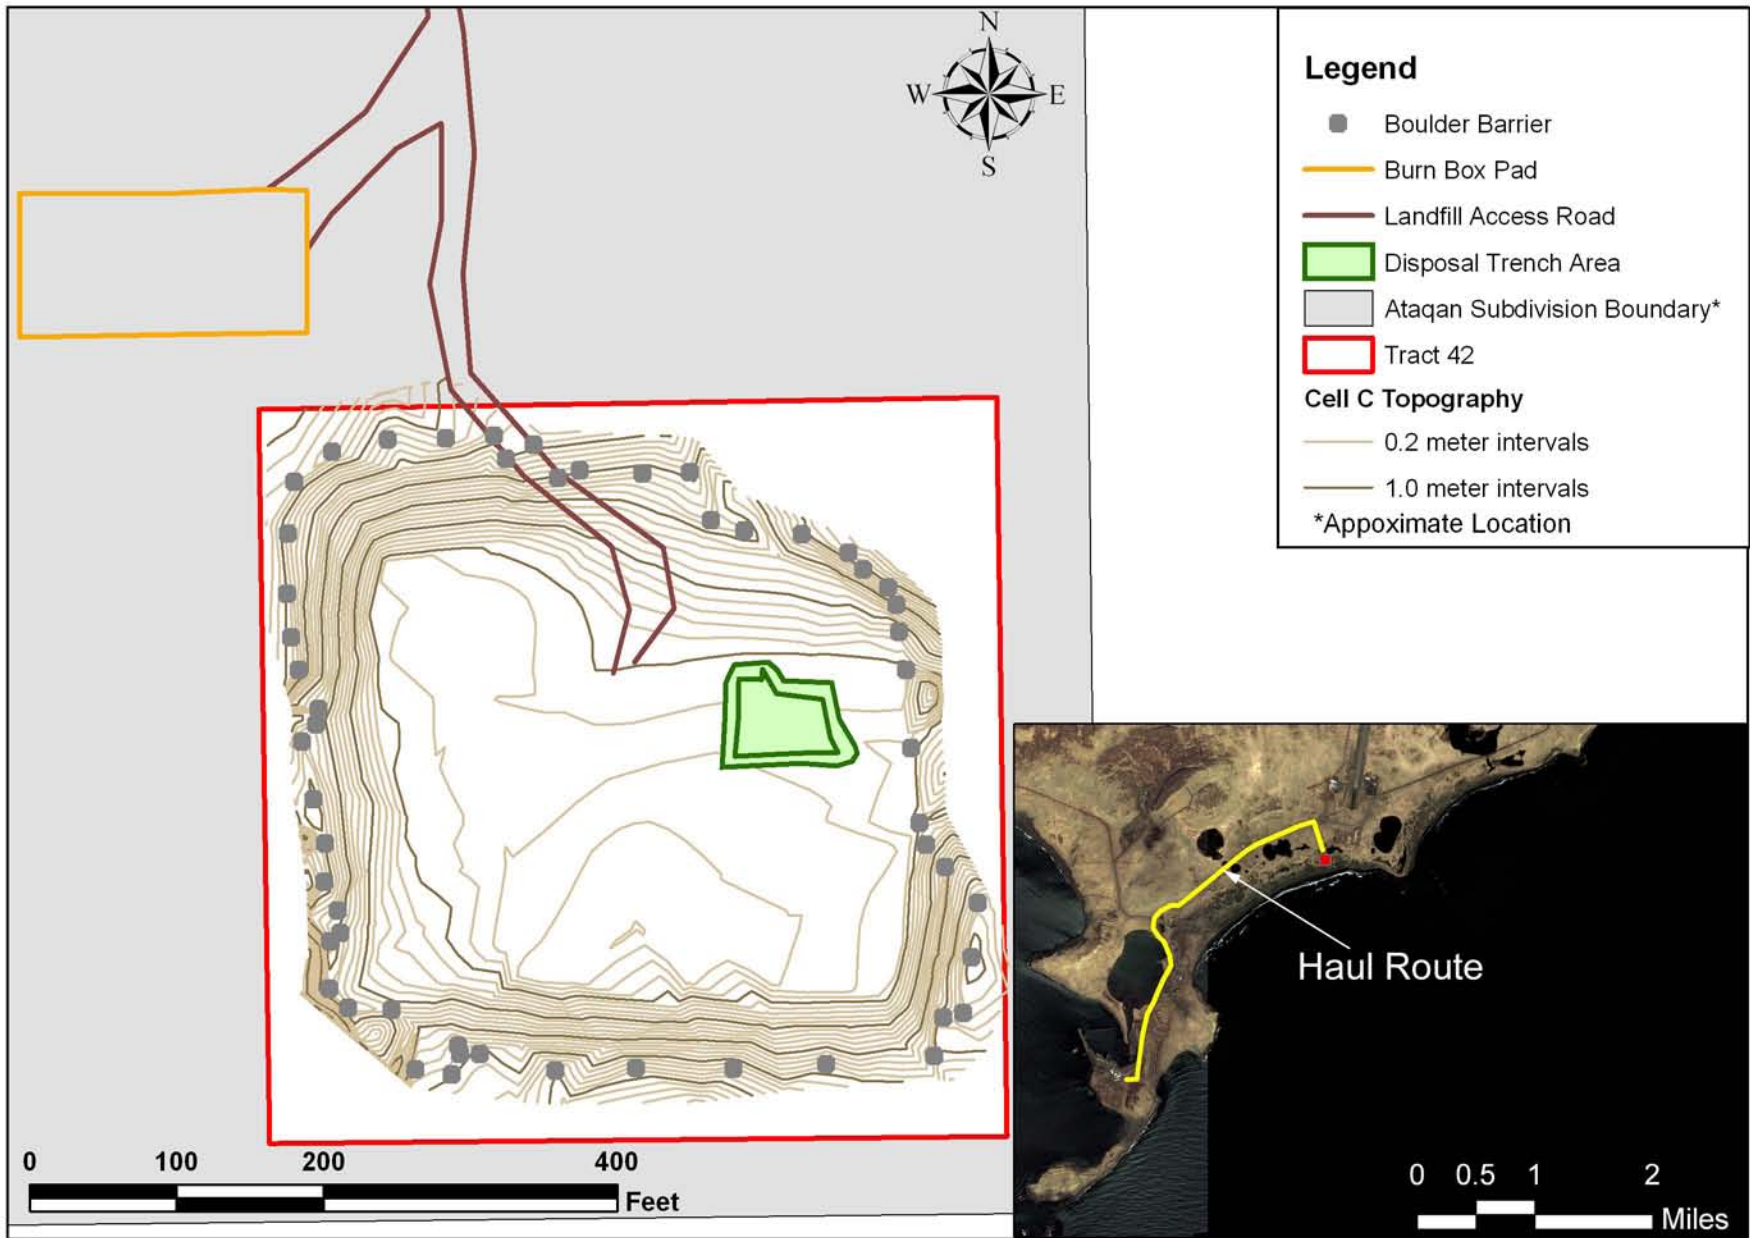 N
W
E
S
Legend
Boulder Barrier
Burn Box Pad
Landfill Access Road
Disposal Trench Area
Ataqan Subdivision Boundary*
Tract 42
Cell C Topography
0.2 meter intervals
1.0 meter intervals
*Appoximate Location
Haul Route
0 0.5 1 2
Miles
0 100 200 400
Feet